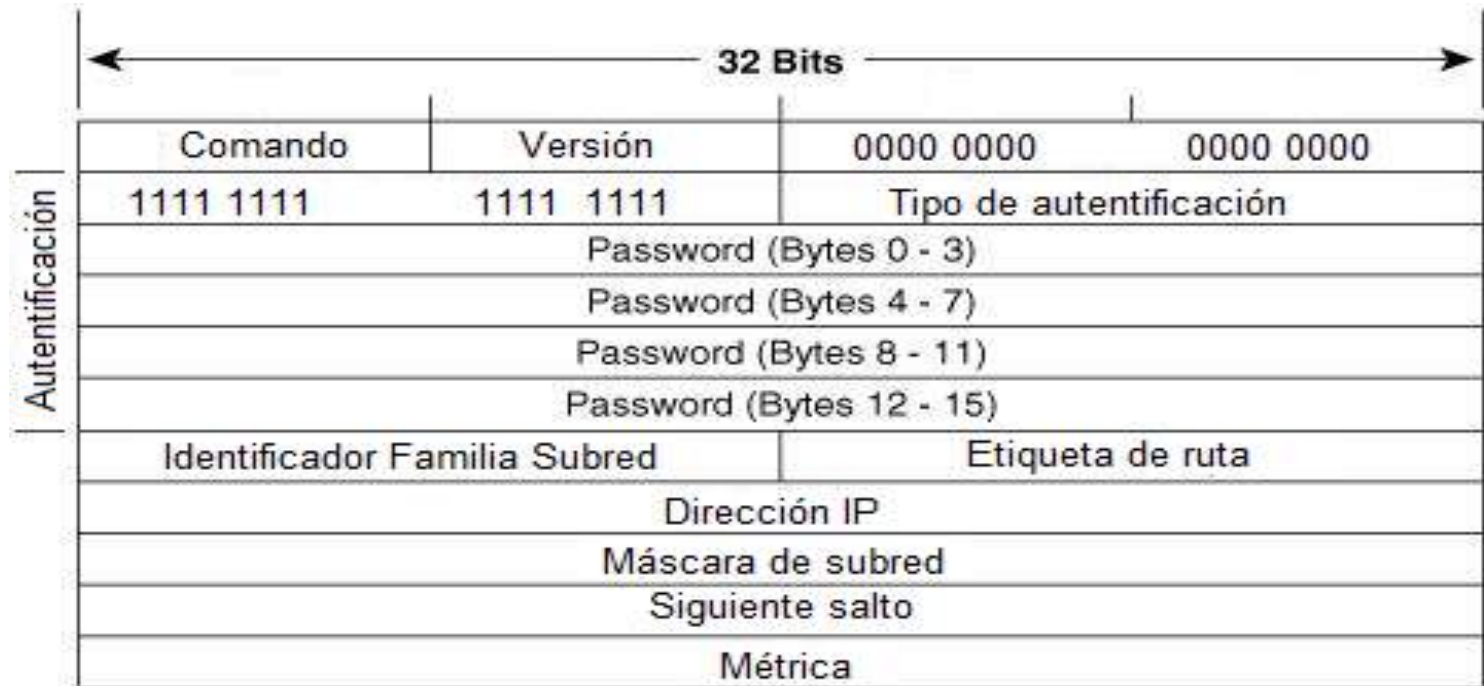 32 Bits
Comando Versión 0000 0000 0000 0000
Autentificación
1111 1111 1111 1111 Tipo de autentificación
Password (Bytes 0 - 3)
Password (Bytes 4 - 7)
Password (Bytes 8 - 11)
Password (Bytes 12 - 15)
Identificador Familia Subred Etiqueta de ruta
Dirección IP
Máscara de subred
Siguiente salto
Métrica